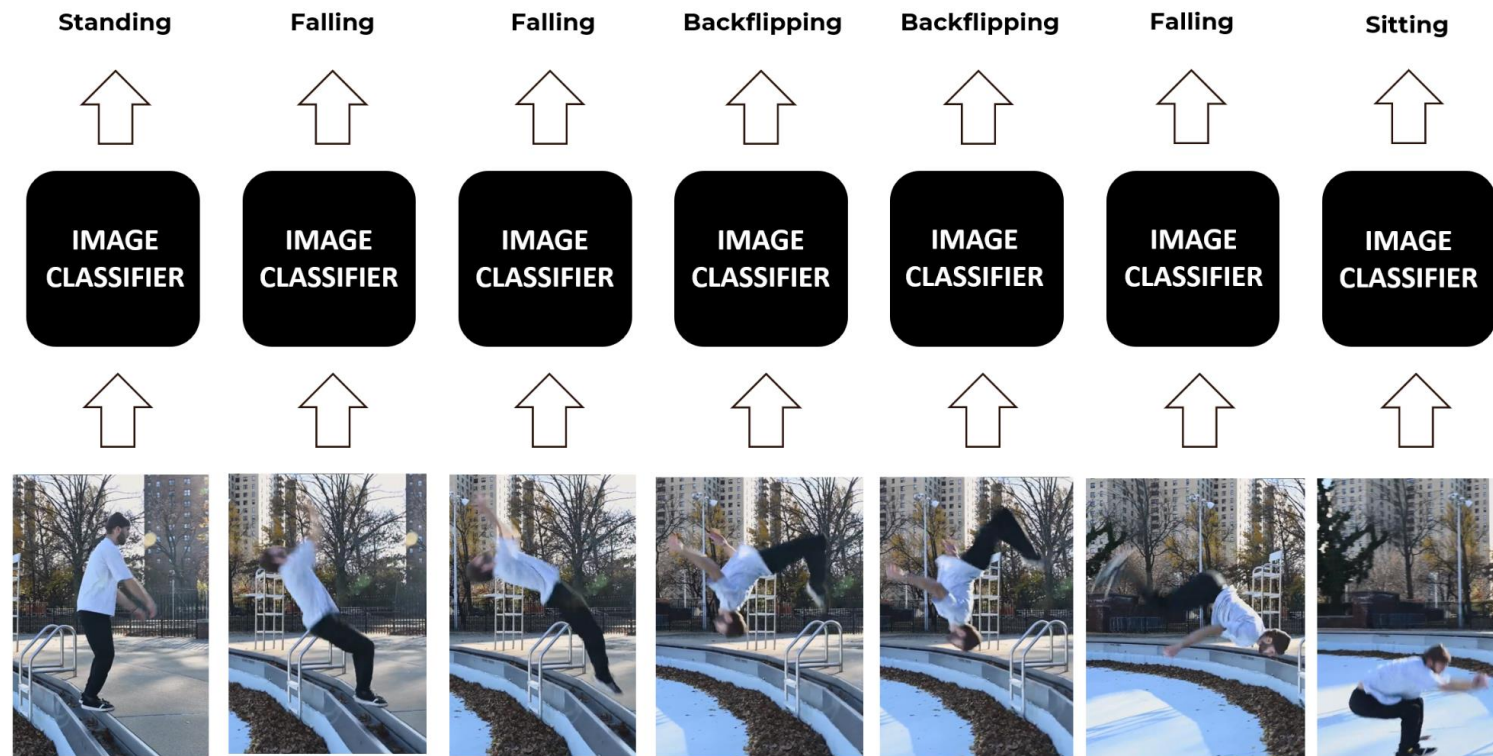 Standing
Falling
Falling
Backflipping
Backflipping
Falling
Sitting
IMAGE
CLASSIFIER
IMAGE
CLASSIFIER
IMAGE
CLASSIFIER
IMAGE
CLASSIFIER
IMAGE
CLASSIFIER
IMAGE
CLASSIFIER
IMAGE
CLASSIFIER